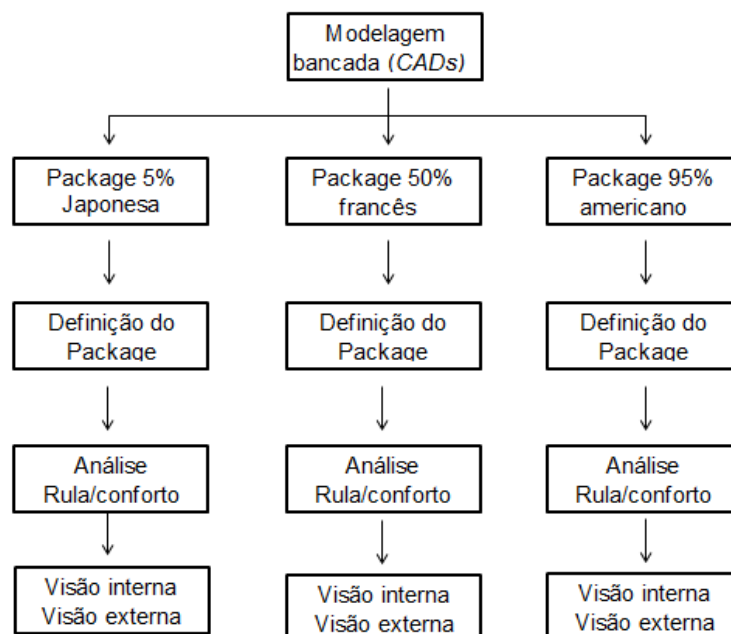 Modelagem
bancada (CADs)
Package 5%
Japonesa
Package 50%
francês
Package 95%
americano
Definição do
Package
Definição do
Package
Definição do
Package
Análise
Rula/conforto
Análise
Rula/conforto
Análise
Rula/conforto
Visão interna
Visão externa
Visão interna
Visão externa
Visão interna
Visão externa